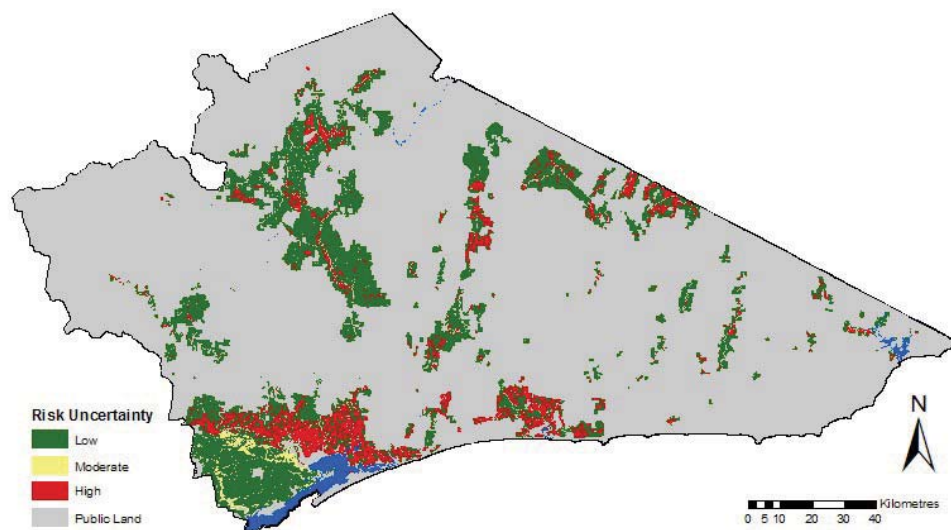 Risk Uncertainty
Low
Moderate
High
Public Land
N
Kilometres
0 5 10 20 30 40